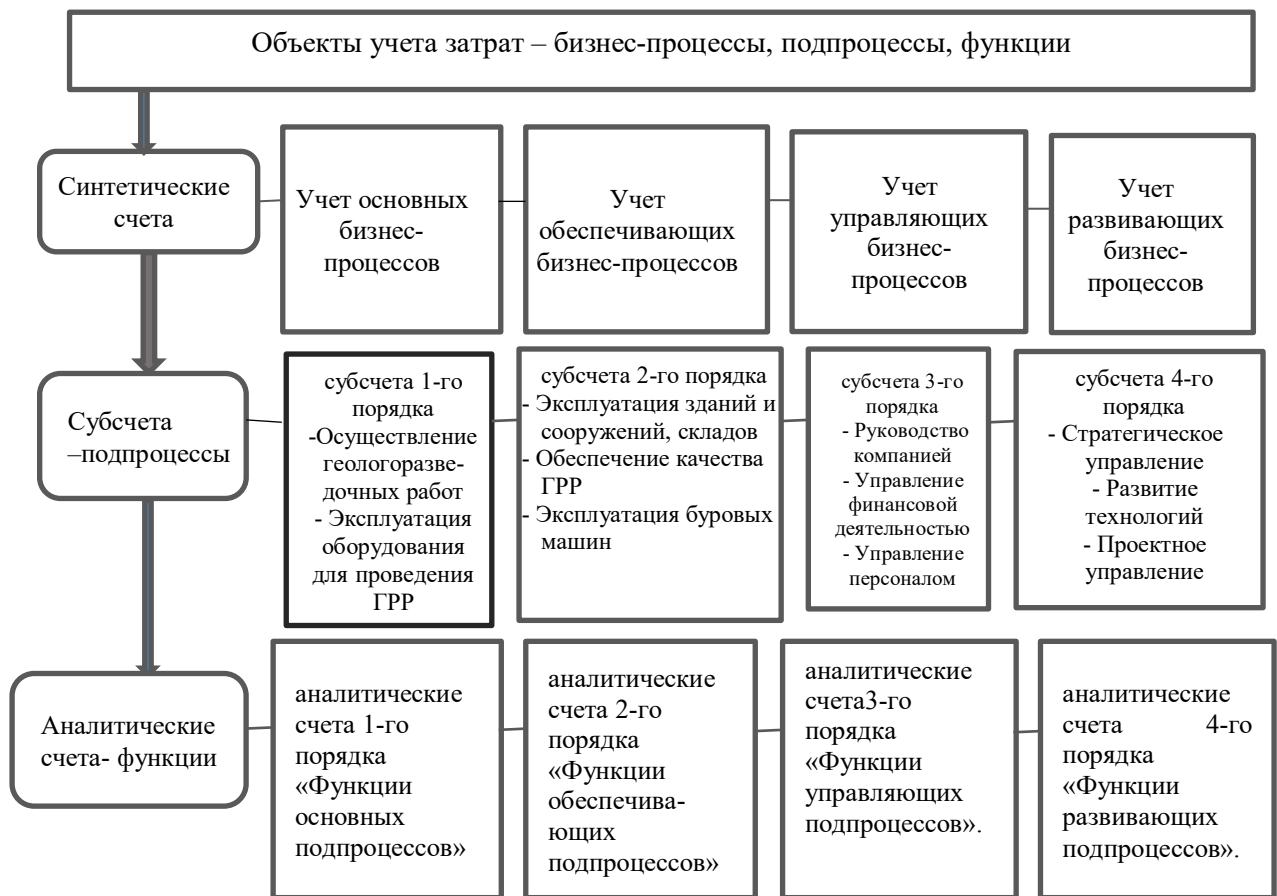 Объекты учета затрат – бизнес-процессы, подпроцессы, функции
Синтетические
счета
Учет основных
бизнес-
процессов
Учет
обеспечивающих
бизнес-процессов
Учет
управляющих
бизнес-
процессов
Учет
развивающих
бизнес-
процессов
Субсчета
–подпроцессы
субсчета 1-го
порядка
-Осуществление
геологоразве-
дочных работ
- Эксплуатация
оборудования
для проведения
ГРР
субсчета 2-го порядка
- Эксплуатация зданий и
сооружений, складов
- Обеспечение качества
ГРР
- Эксплуатация буровых
машин
субсчета 3-го
порядка
- Руководство
компанией
- Управление
финансовой
деятельностью
- Управление
персоналом
субсчета 4-го
порядка
- Стратегическое
управление
- Развитие
технологий
- Проектное
управление
Аналитические
счета- функции
аналитические
счета 1-го
порядка
«Функции
основных
подпроцессов»
аналитические
счета 2-го
порядка
«Функции
обеспечива-
ющих
подпроцессов»
аналитические
счета3-го
порядка
«Функции
управляющих
подпроцессов».
аналитические
счета 4-го
порядка
«Функции
развивающих
подпроцессов».